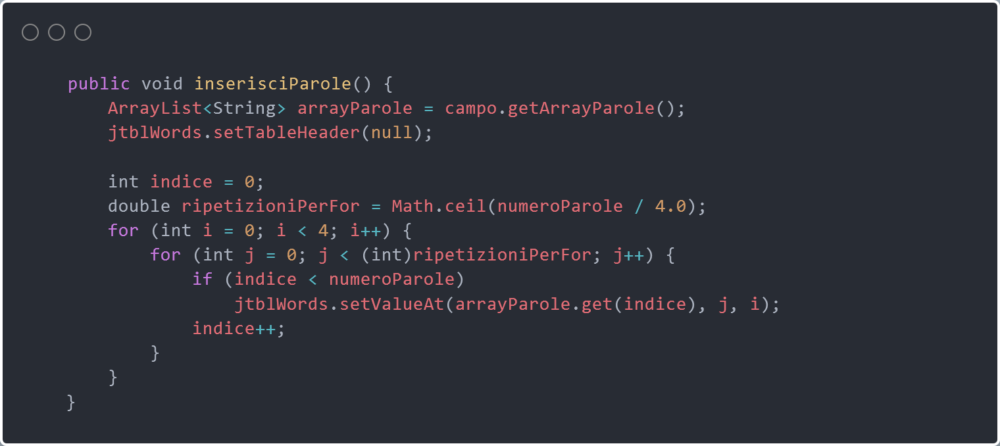 public void inserisciParole() {
    ArrayList<String> arrayParole = campo.getArrayParole();
    jtblWords.setTableHeader(null);

    int indice = 0;
    double ripetizioniPerFor = Math.ceil(numeroParole / 4.0);
    for (int i = 0; i < 4; i++) {
        for (int j = 0; j < (int)ripetizioniPerFor; j++) {
            if (indice < numeroParole)
                jtblWords.setValueAt(arrayParole.get(indice), j, i);
            indice++;
        }
    }
}